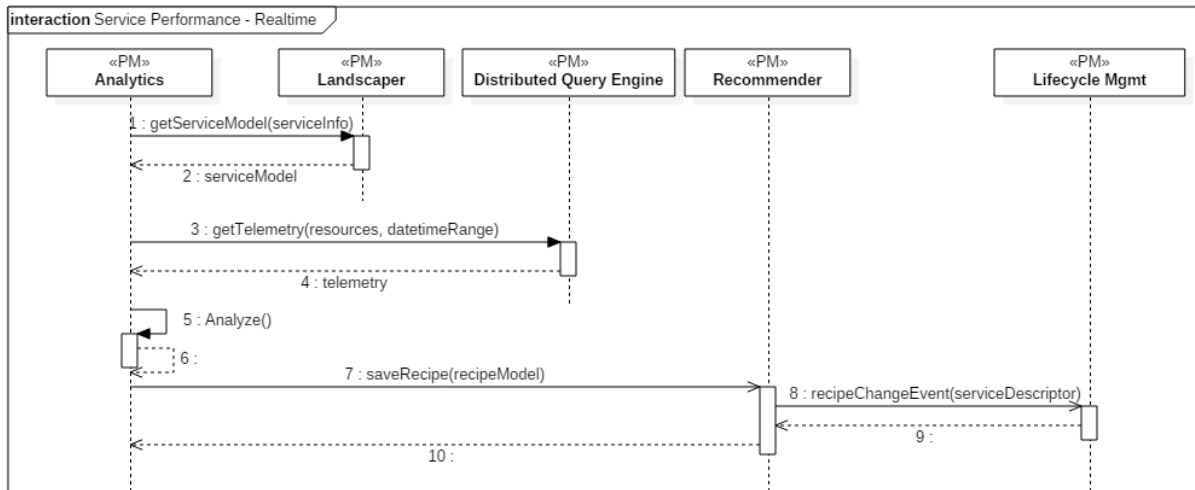 interaction Service Performance - Realtime
«PM» «PM» «PM» «PM» «PM»
Analytics Landscaper Distributed Query Engine Recommender Lifecycle Mgmt
1 : getServiceModel(serviceInfo)
2 : serviceModel
3 : getTelemetry(resources, datetimeRange)
4 : telemetry
5 : Analyze()
6 :
7 : saveRecipe(recipeModel)
8 : recipeChangeEvent(serviceDescriptor)
9 :
10 :